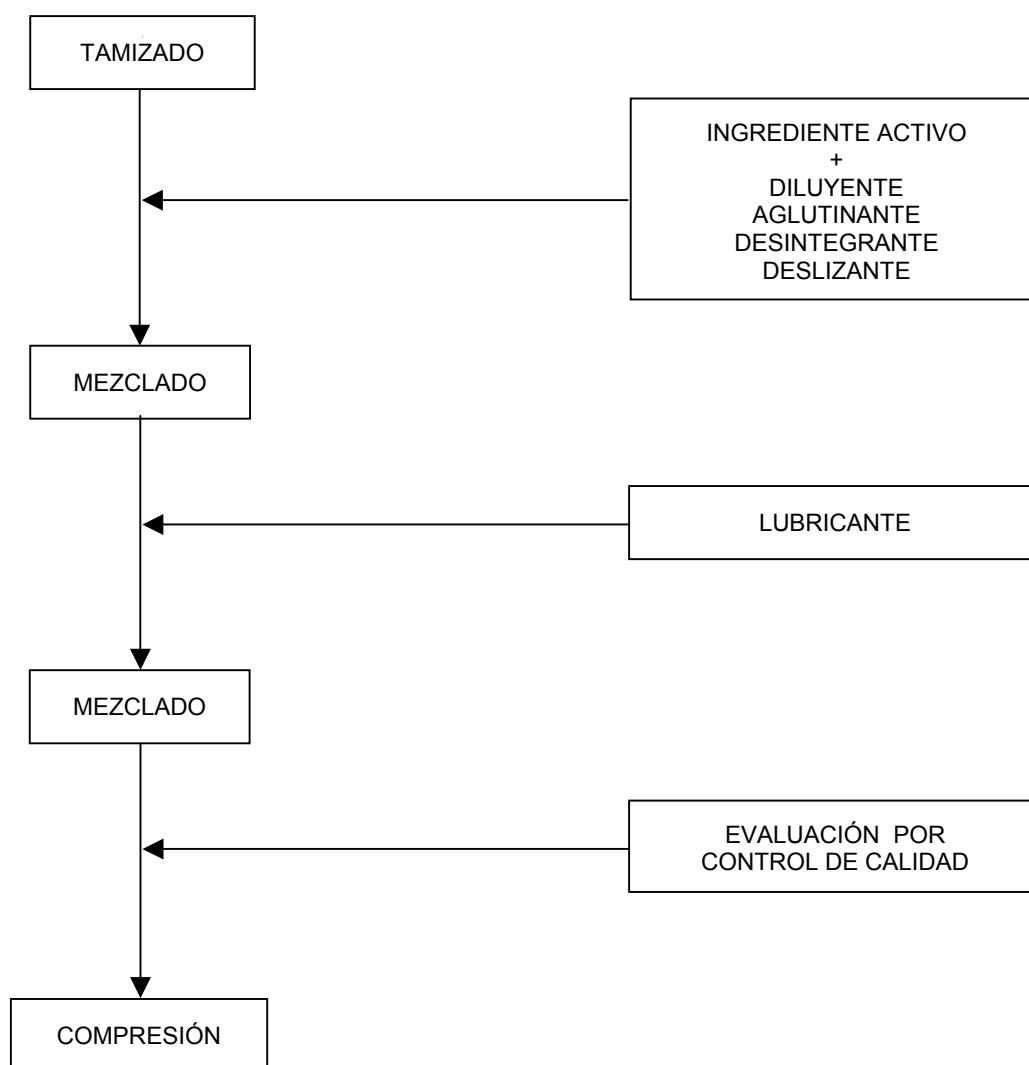 TAMIZADO
INGREDIENTE ACTIVO
+
DILUYENTE
AGLUTINANTE
DESINTEGRANTE
DESLIZANTE
MEZCLADO
LUBRICANTE
MEZCLADO
EVALUACIÓN POR
CONTROL DE CALIDAD
COMPRESIÓN